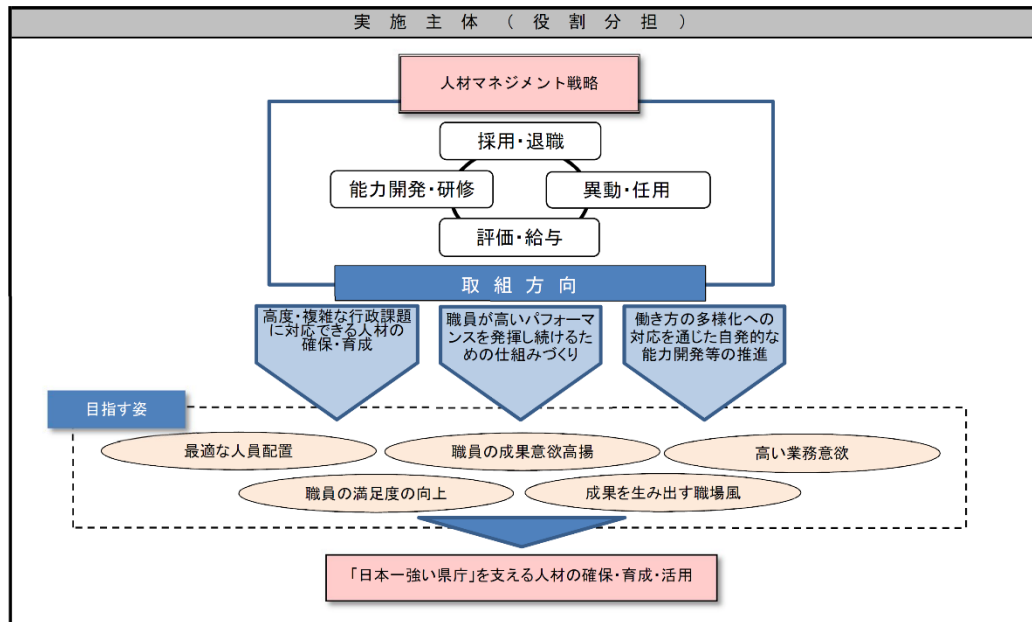 実施主体(役割分担)
人材マネジメント戦略
採用・退職
能力開発・研修
異動・任用
評価・給与
取組方向
高度・複雑な行政課題
に対応できる人材の
確保・育成
職員が高いパフォーマ
ンスを発揮し続けるた
めの仕組みづくり
働き方の多様化への
対応を通じた自発的な
能力開発等の推進
目指す姿
最適な人員配置
職員の成果意欲高揚
高い業務意欲
職員の満足度の向上
成果を生み出す職場風
「日本一強い県庁」を支える人材の確保・育成・活用